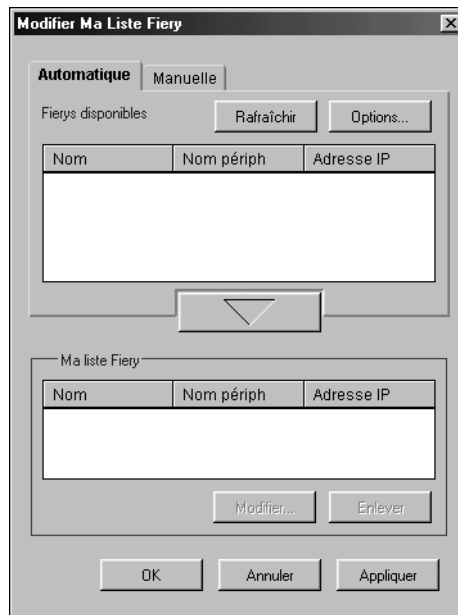 Modifier Ma Liste Fiery
Automatique Manuelle
Fierys disponibles Rafraîchir Options...
Nom Nom périph Adresse IP
Ma liste Fiery
Nom Nom périph Adresse IP
Modifier... Enlever
OK Annuler Appliquer